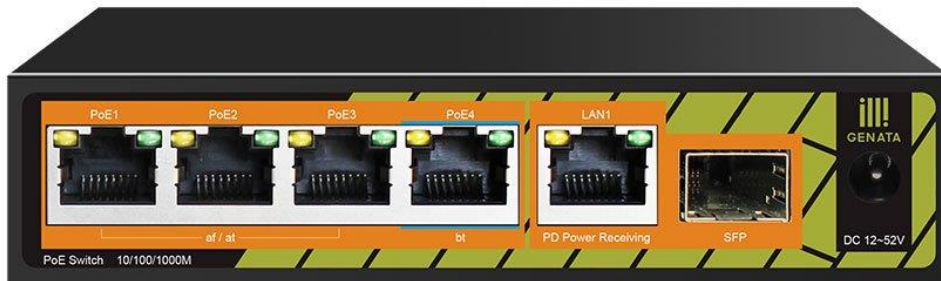 PoE1 PoE2 PoE3 PoE4 LAN1
GENATA
af / at bt PD Power Receiving SFP DC 12~52V
PoE Switch 10/100/1000M